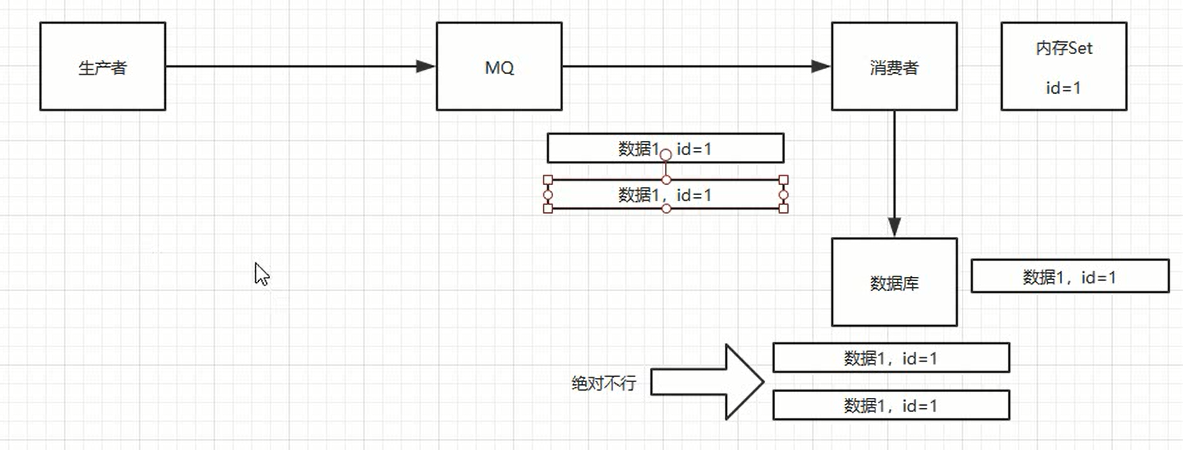 生产者
MQ
消费者
内存Set
id=1
数据1，id=1
数据1，id=1
数据库
数据1，id=1
绝对不行
数据1，id=1
数据1，id=1